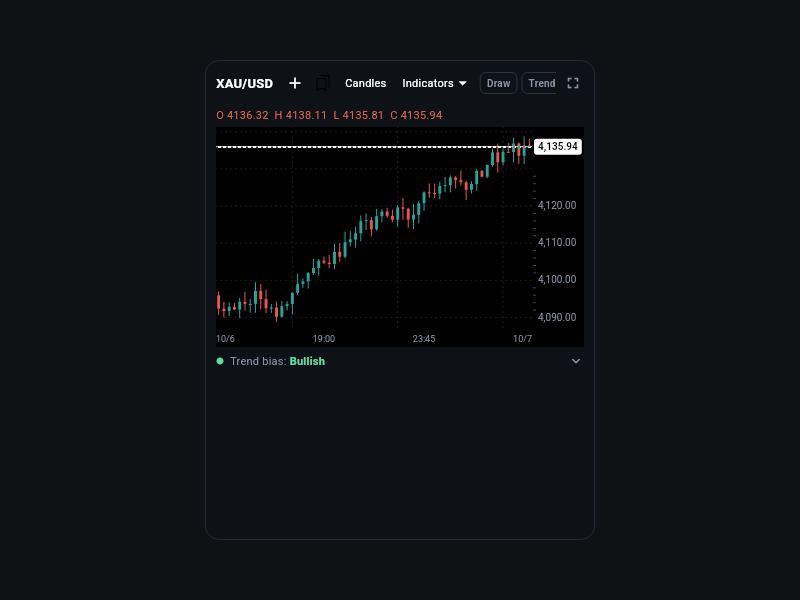 XAU/USD + Candles Indicators Draw Trend
O 4136.32 H 4138.11 L 4135.81 C 4135.94
4,135.94
4,120.00
4,110.00
4,100.00
4,090.00
10/6 19:00 23:45 10/7
Trend bias: Bullish